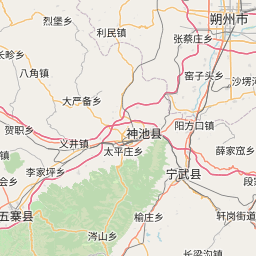 朔州市
烈堡乡
利民镇
张蔡庄乡
长畛乡
八角镇
窑子头乡
沙塄河
大严备乡
贺职乡
神池县
阳方口镇
义井镇
太平庄乡
薛家洼乡
李家坪乡
宁武县
段
五寨县
榆庄乡
轩岗街道
涔山乡
长梁沟镇